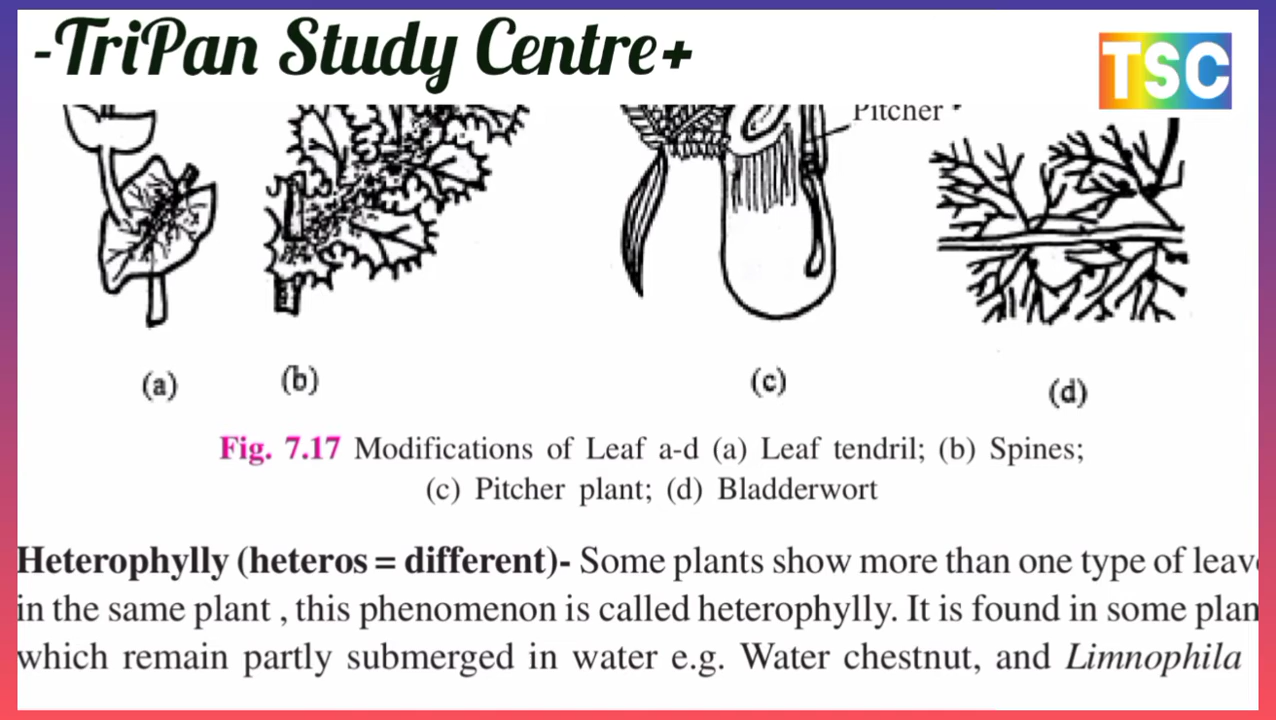 -TriPan Study Centre+
TSC
Pitcher
(a)
(b)
(c)
(d)
Fig. 7.17 Modifications of Leaf a-d (a) Leaf tendril; (b) Spines;
(c) Pitcher plant; (d) Bladderwort
Heterophylly (heteros = different)- Some plants show more than one type of leav
in the same plant , this phenomenon is called heterophylly. It is found in some plan
which remain partly submerged in water e.g. Water chestnut, and Limnophila